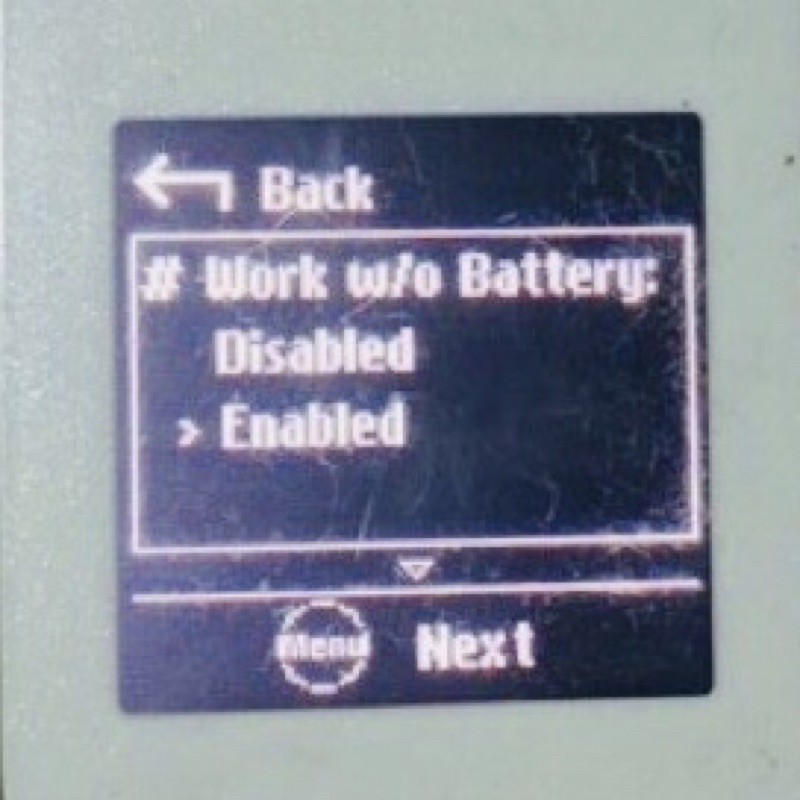 Back
# Work w/o Battery:
Disabled
> Enabled
Menu Next